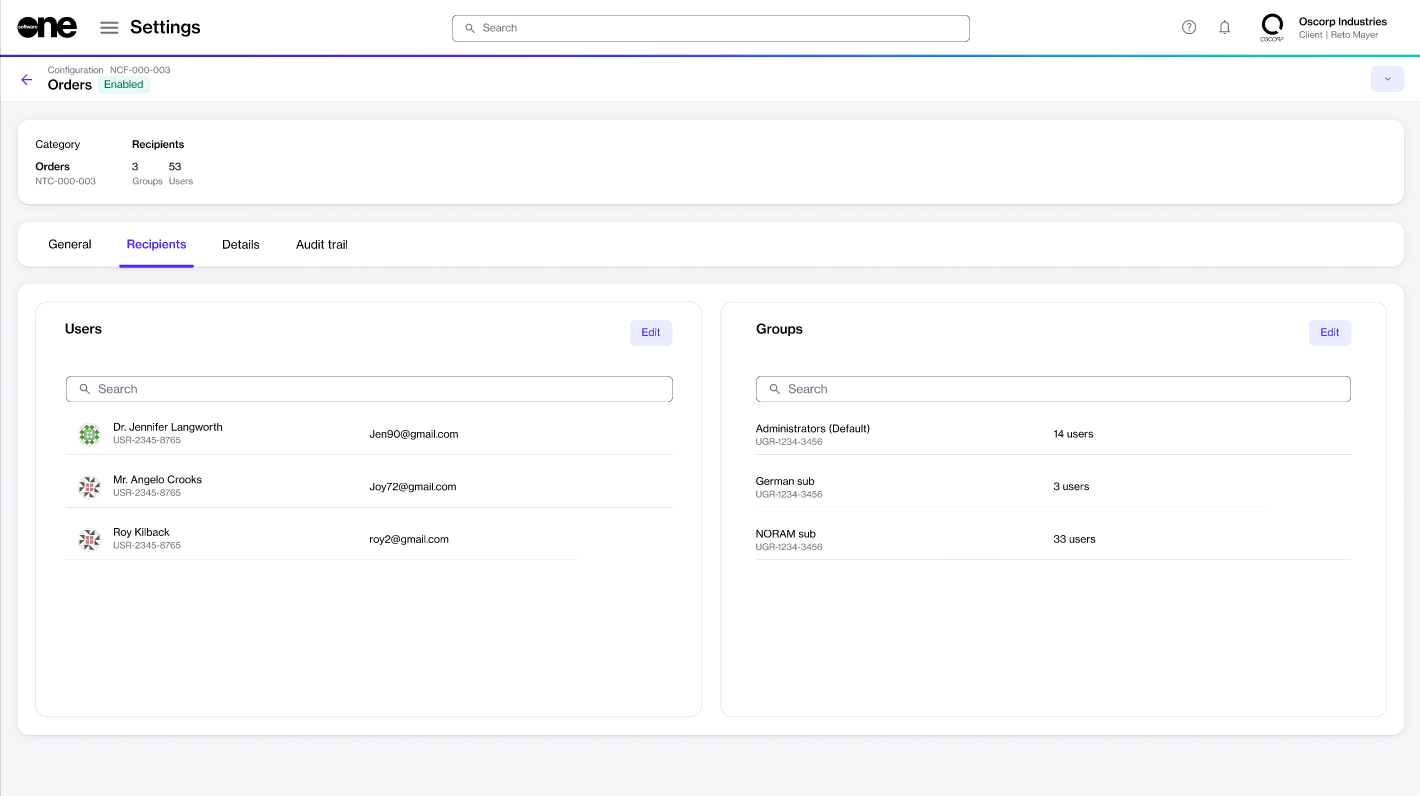 software one
Settings
Search
Oscorp Industries
Client | Reto Mayer
OSCORP
Configuration NCF-000-003
Orders Enabled
Category Recipients
Orders 3 53
NTC-000-003 Groups Users
General Recipients Details Audit trail
Users Edit
Search
Dr. Jennifer Langworth
USR-2345-8765
Jen90@gmail.com
Mr. Angelo Crooks
USR-2345-8765
Joy72@gmail.com
Roy Kilback
USR-2345-8765
roy2@gmail.com
Groups Edit
Search
Administrators (Default)
UGR-1234-3456
14 users
German sub
UGR-1234-3456
3 users
NORAM sub
UGR-1234-3456
33 users